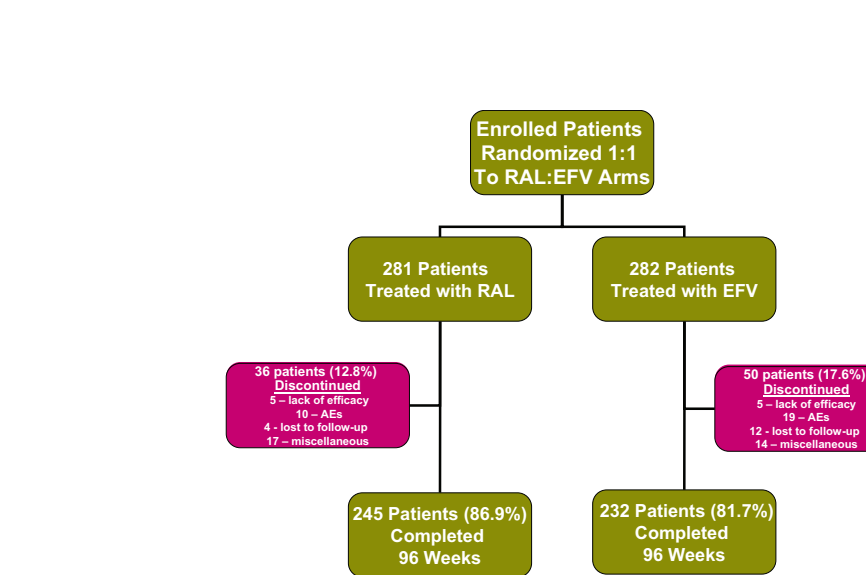 Enrolled Patients
Randomized 1:1
To RAL:EFV Arms
281 Patients
Treated with RAL
282 Patients
Treated with EFV
36 patients (12.8%)
Discontinued
5 – lack of efficacy
10 – AEs
4 - lost to follow-up
17 – miscellaneous
50 patients (17.6%)
Discontinued
5 – lack of efficacy
19 – AEs
12 - lost to follow-up
14 – miscellaneous
245 Patients (86.9%)
Completed
96 Weeks
232 Patients (81.7%)
Completed
96 Weeks